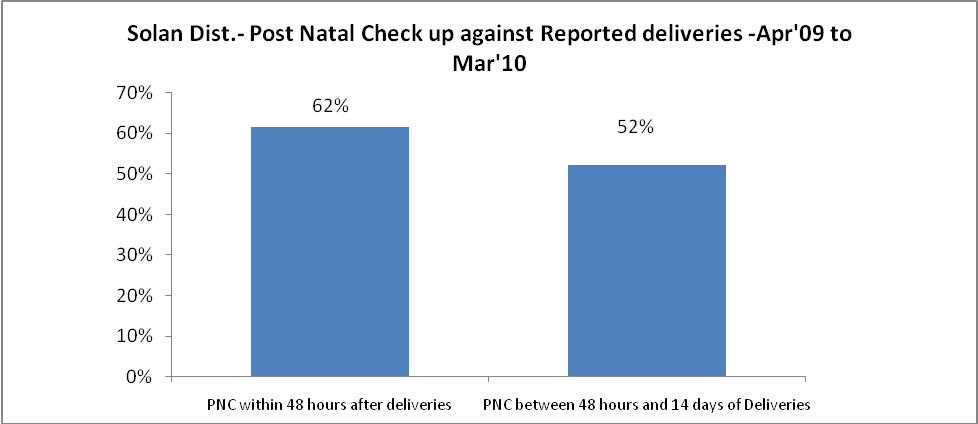 Solan Dist.- Post Natal Check up against Reported deliveries -Apr'09 to
Mar'10
70%
60%
50%
40%
30%
20%
10%
0%
62%
52%
PNC within 48 hours after deliveries
PNC between 48 hours and 14 days of Deliveries